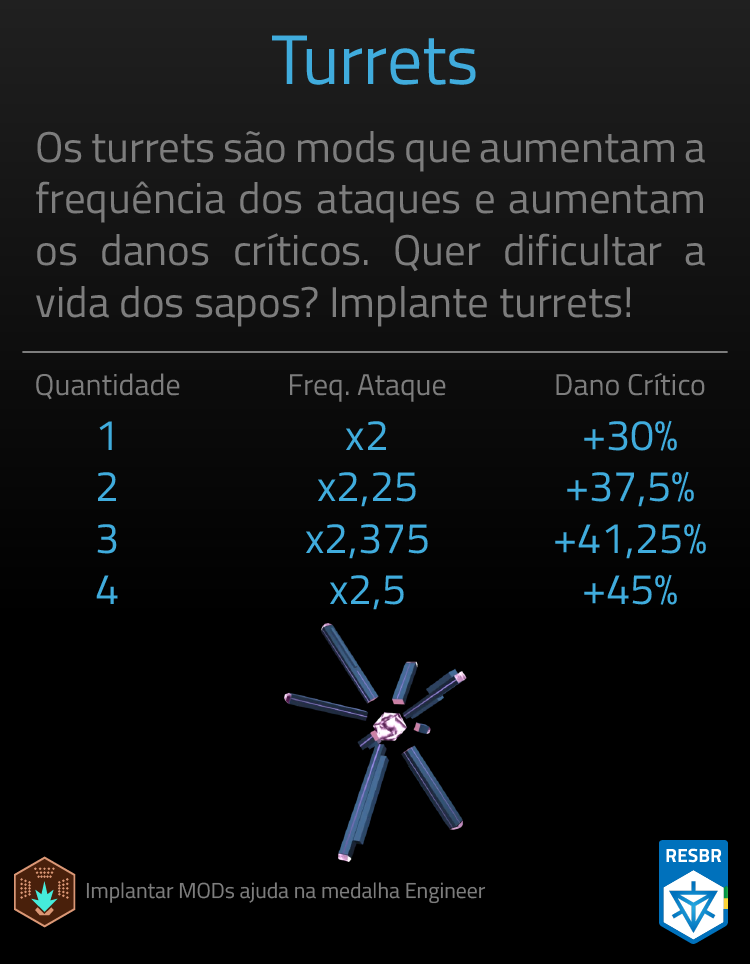 Turrets
Os turrets são mods que aumentam a
frequência dos ataques e aumentam
os danos críticos. Quer dificultar a
vida dos sapos? Implante turrets!
Quantidade Freq. Ataque Dano Crítico
1 x2 +30%
2 x2,25 +37,5%
3 x2,375 +41,25%
4 x2,5 +45%
RESBR
Implantar MODs ajuda na medalha Engineer